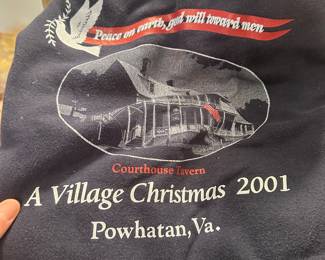 Peace on earth, good will toward men
Courthouse Tavern
A Village Christmas 2001
Powhatan, Va.